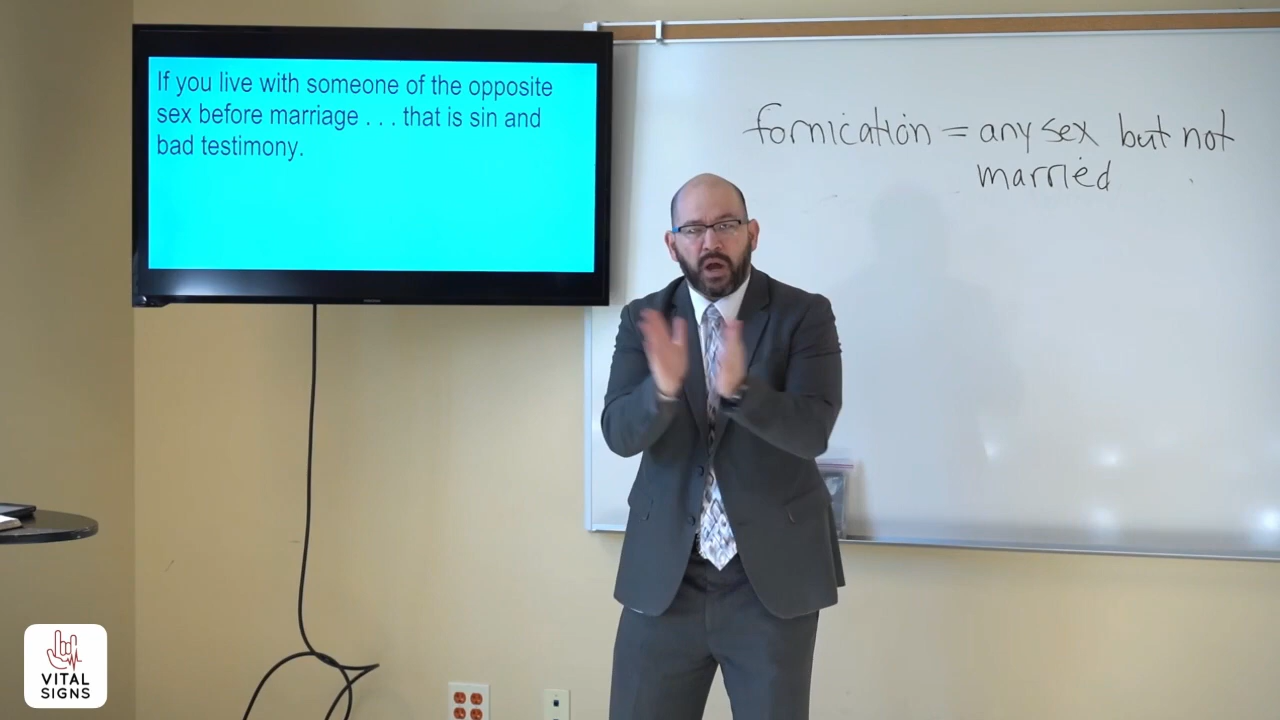 If you live with someone of the opposite
sex before marriage . . . that is sin and
bad testimony.
fornication = any sex but not
married
VITAL
SIGNS